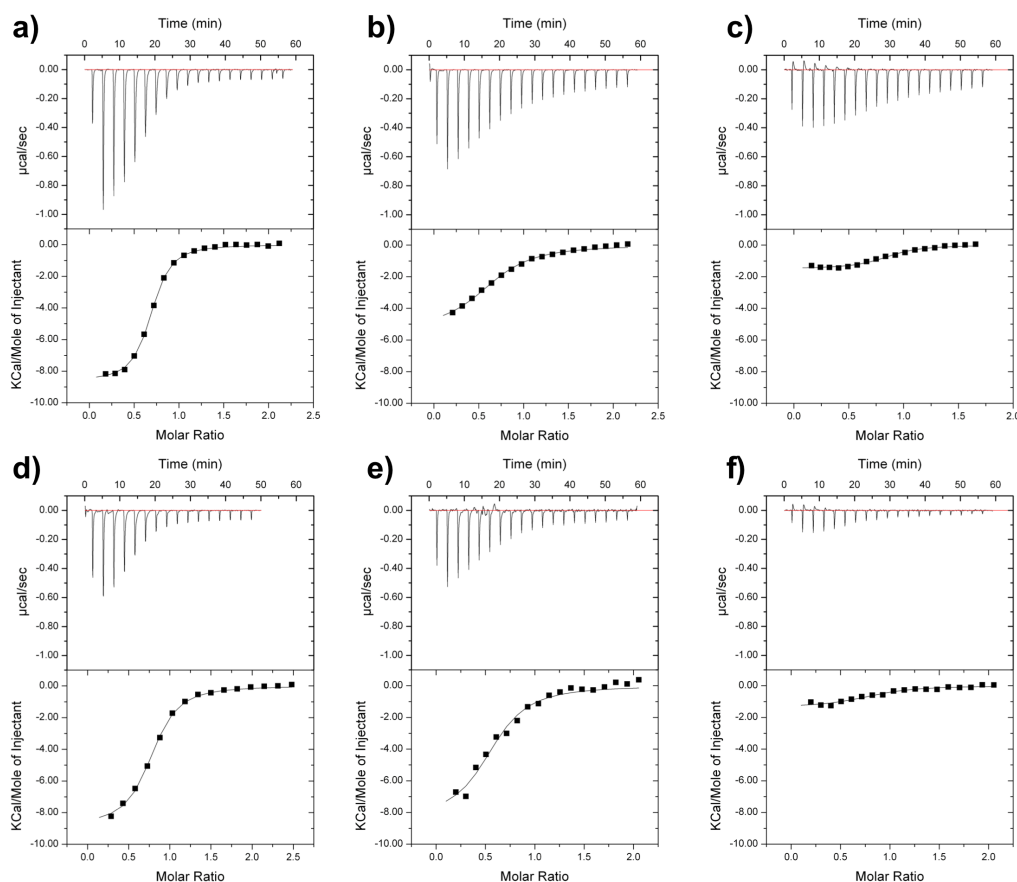 a)
Time (min)
0 10 20 30 40 50 60
0.00
-0.20
-0.40
-0.60
-0.80
-1.00
µcal/sec
0.00
-2.00
-4.00
-6.00
-8.00
-10.00
KCal/Mole of Injectant
0.0 0.5 1.0 1.5 2.0 2.5
Molar Ratio
b)
Time (min)
0 10 20 30 40 50 60
0.00
-0.20
-0.40
-0.60
-0.80
-1.00
µcal/sec
0.00
-2.00
-4.00
-6.00
-8.00
-10.00
KCal/Mole of Injectant
0.0 0.5 1.0 1.5 2.0 2.5
Molar Ratio
c)
Time (min)
0 10 20 30 40 50 60
0.00
-0.20
-0.40
-0.60
-0.80
-1.00
µcal/sec
0.00
-2.00
-4.00
-6.00
-8.00
-10.00
KCal/Mole of Injectant
0.0 0.5 1.0 1.5 2.0
Molar Ratio
d)
Time (min)
0 10 20 30 40 50 60
0.00
-0.20
-0.40
-0.60
-0.80
-1.00
µcal/sec
0.00
-2.00
-4.00
-6.00
-8.00
-10.00
KCal/Mole of Injectant
0.0 0.5 1.0 1.5 2.0 2.5
Molar Ratio
e)
Time (min)
0 10 20 30 40 50 60
0.00
-0.20
-0.40
-0.60
-0.80
-1.00
µcal/sec
0.00
-2.00
-4.00
-6.00
-8.00
-10.00
KCal/Mole of Injectant
0.0 0.5 1.0 1.5 2.0
Molar Ratio
f)
Time (min)
0 10 20 30 40 50 60
0.00
-0.20
-0.40
-0.60
-0.80
-1.00
µcal/sec
0.00
-2.00
-4.00
-6.00
-8.00
-10.00
KCal/Mole of Injectant
0.0 0.5 1.0 1.5 2.0
Molar Ratio